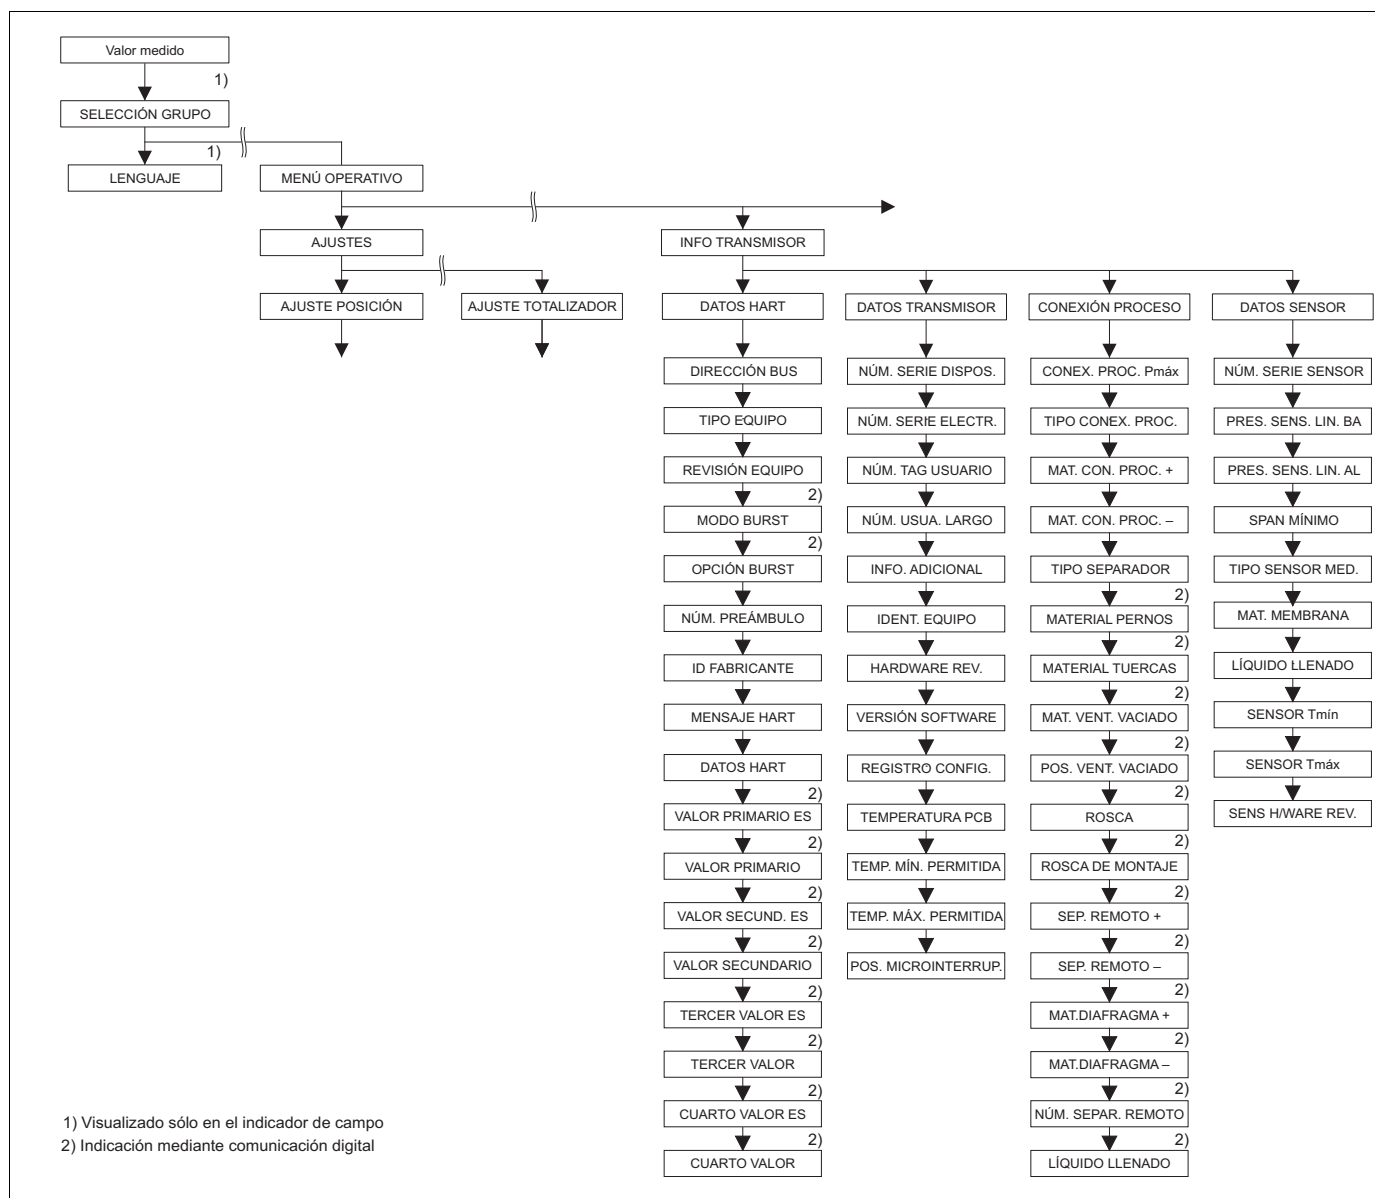 Valor medido
1)
SELECCIÓN GRUPO
1)
LENGUAJE
MENÚ OPERATIVO
AJUSTES
INFO TRANSMISOR
AJUSTE POSICIÓN
AJUSTE TOTALIZADOR
DATOS HART
DATOS TRANSMISOR
CONEXIÓN PROCESO
DATOS SENSOR
DIRECCIÓN BUS
TIPO EQUIPO
REVISIÓN EQUIPO
2)
MODO BURST
2)
OPCIÓN BURST
NÚM. PREÁMBULO
ID FABRICANTE
MENSAJE HART
DATOS HART
2)
VALOR PRIMARIO ES
2)
VALOR PRIMARIO
2)
VALOR SECUND. ES
2)
VALOR SECUNDARIO
2)
TERCER VALOR ES
2)
TERCER VALOR
2)
CUARTO VALOR ES
2)
CUARTO VALOR
NÚM. SERIE DISPOS.
NÚM. SERIE ELECTR.
NÚM. TAG USUARIO
NÚM. USUA. LARGO
INFO. ADICIONAL
IDENT. EQUIPO
HARDWARE REV.
VERSIÓN SOFTWARE
REGISTRO CONFIG.
TEMPERATURA PCB
TEMP. MÍN. PERMITIDA
TEMP. MÁX. PERMITIDA
POS. MICROINTERRUP.
CONEX. PROC. Pmáx
TIPO CONEX. PROC.
MAT. CON. PROC. +
MAT. CON. PROC. –
TIPO SEPARADOR
2)
MATERIAL PERNOS
2)
MATERIAL TUERCAS
2)
MAT. VENT. VACIADO
2)
POS. VENT. VACIADO
2)
ROSCA
2)
ROSCA DE MONTAJE
2)
SEP. REMOTO +
2)
SEP. REMOTO –
2)
MAT.DIAFRAGMA +
2)
MAT.DIAFRAGMA –
2)
NÚM. SEPAR. REMOTO
2)
LÍQUIDO LLENADO
NÚM. SERIE SENSOR
PRES. SENS. LIN. BA
PRES. SENS. LIN. AL
SPAN MÍNIMO
TIPO SENSOR MED.
MAT. MEMBRANA
LÍQUIDO LLENADO
SENSOR Tmín
SENSOR Tmáx
SENS H/WARE REV.
1) Visualizado sólo en el indicador de campo
2) Indicación mediante comunicación digital